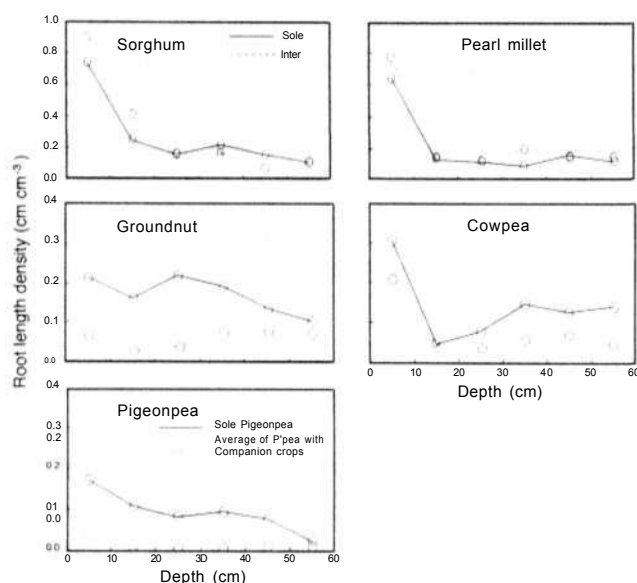 1.0
0.8
0.6
0.4
0.2
0.0
Sorghum
Sole
Inter
Pearl millet
Root length density (cm cm⁻³)
0.4
0.3
0.2
0.1
0.0
Groundnut
Cowpea
0 10 20 30 40 50 60
Depth (cm)
0.4
0.3
0.2
0.2
01
0.0
0.0
Pigeonpea
Sole Pigeonpea
Average of P'pea with
Companion crops
0 10 20 3D 40 50 60
Depth (cm)